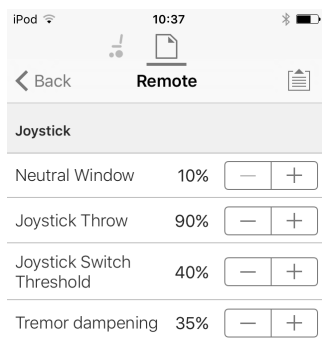 iPod 10:37
Back Remote
Joystick
Neutral Window 10% — +
Joystick Throw 90% — +
Joystick Switch
Threshold 40% — +
Tremor dampening 35% — +